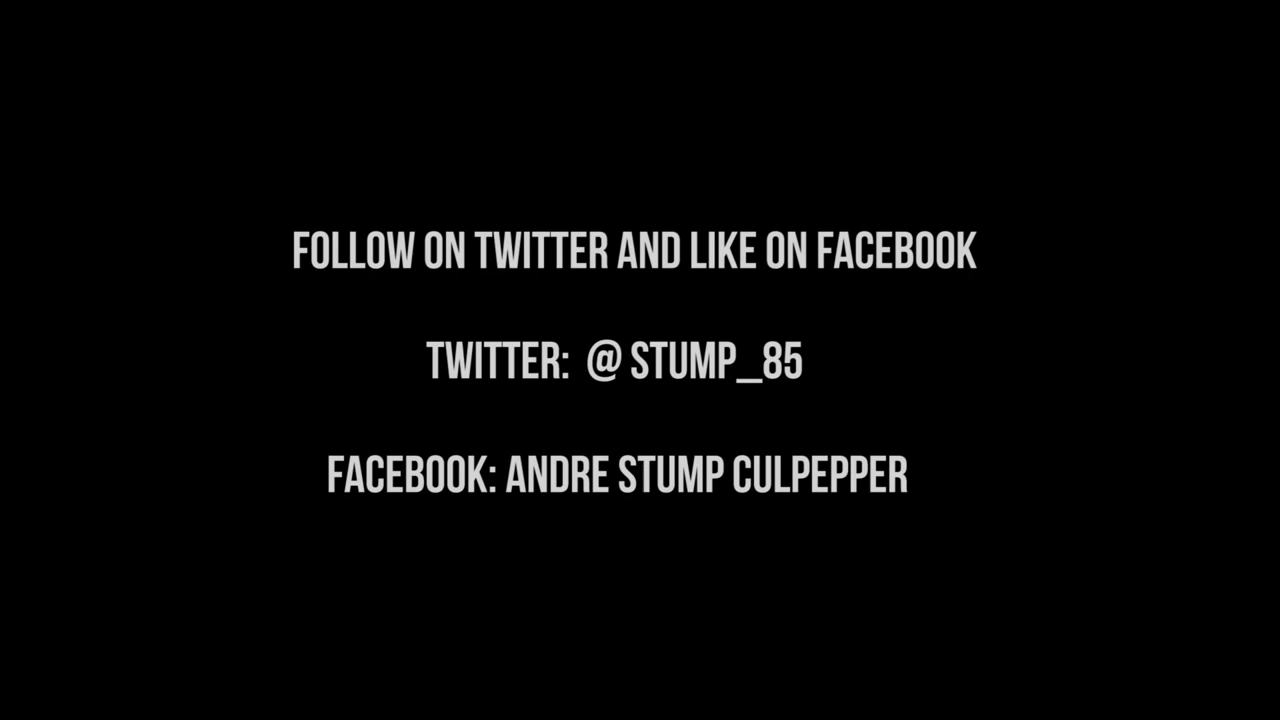 FOLLOW ON TWITTER AND LIKE ON FACEBOOK
TWITTER: @ STUMP_85
FACEBOOK: ANDRE STUMP CULPEPPER